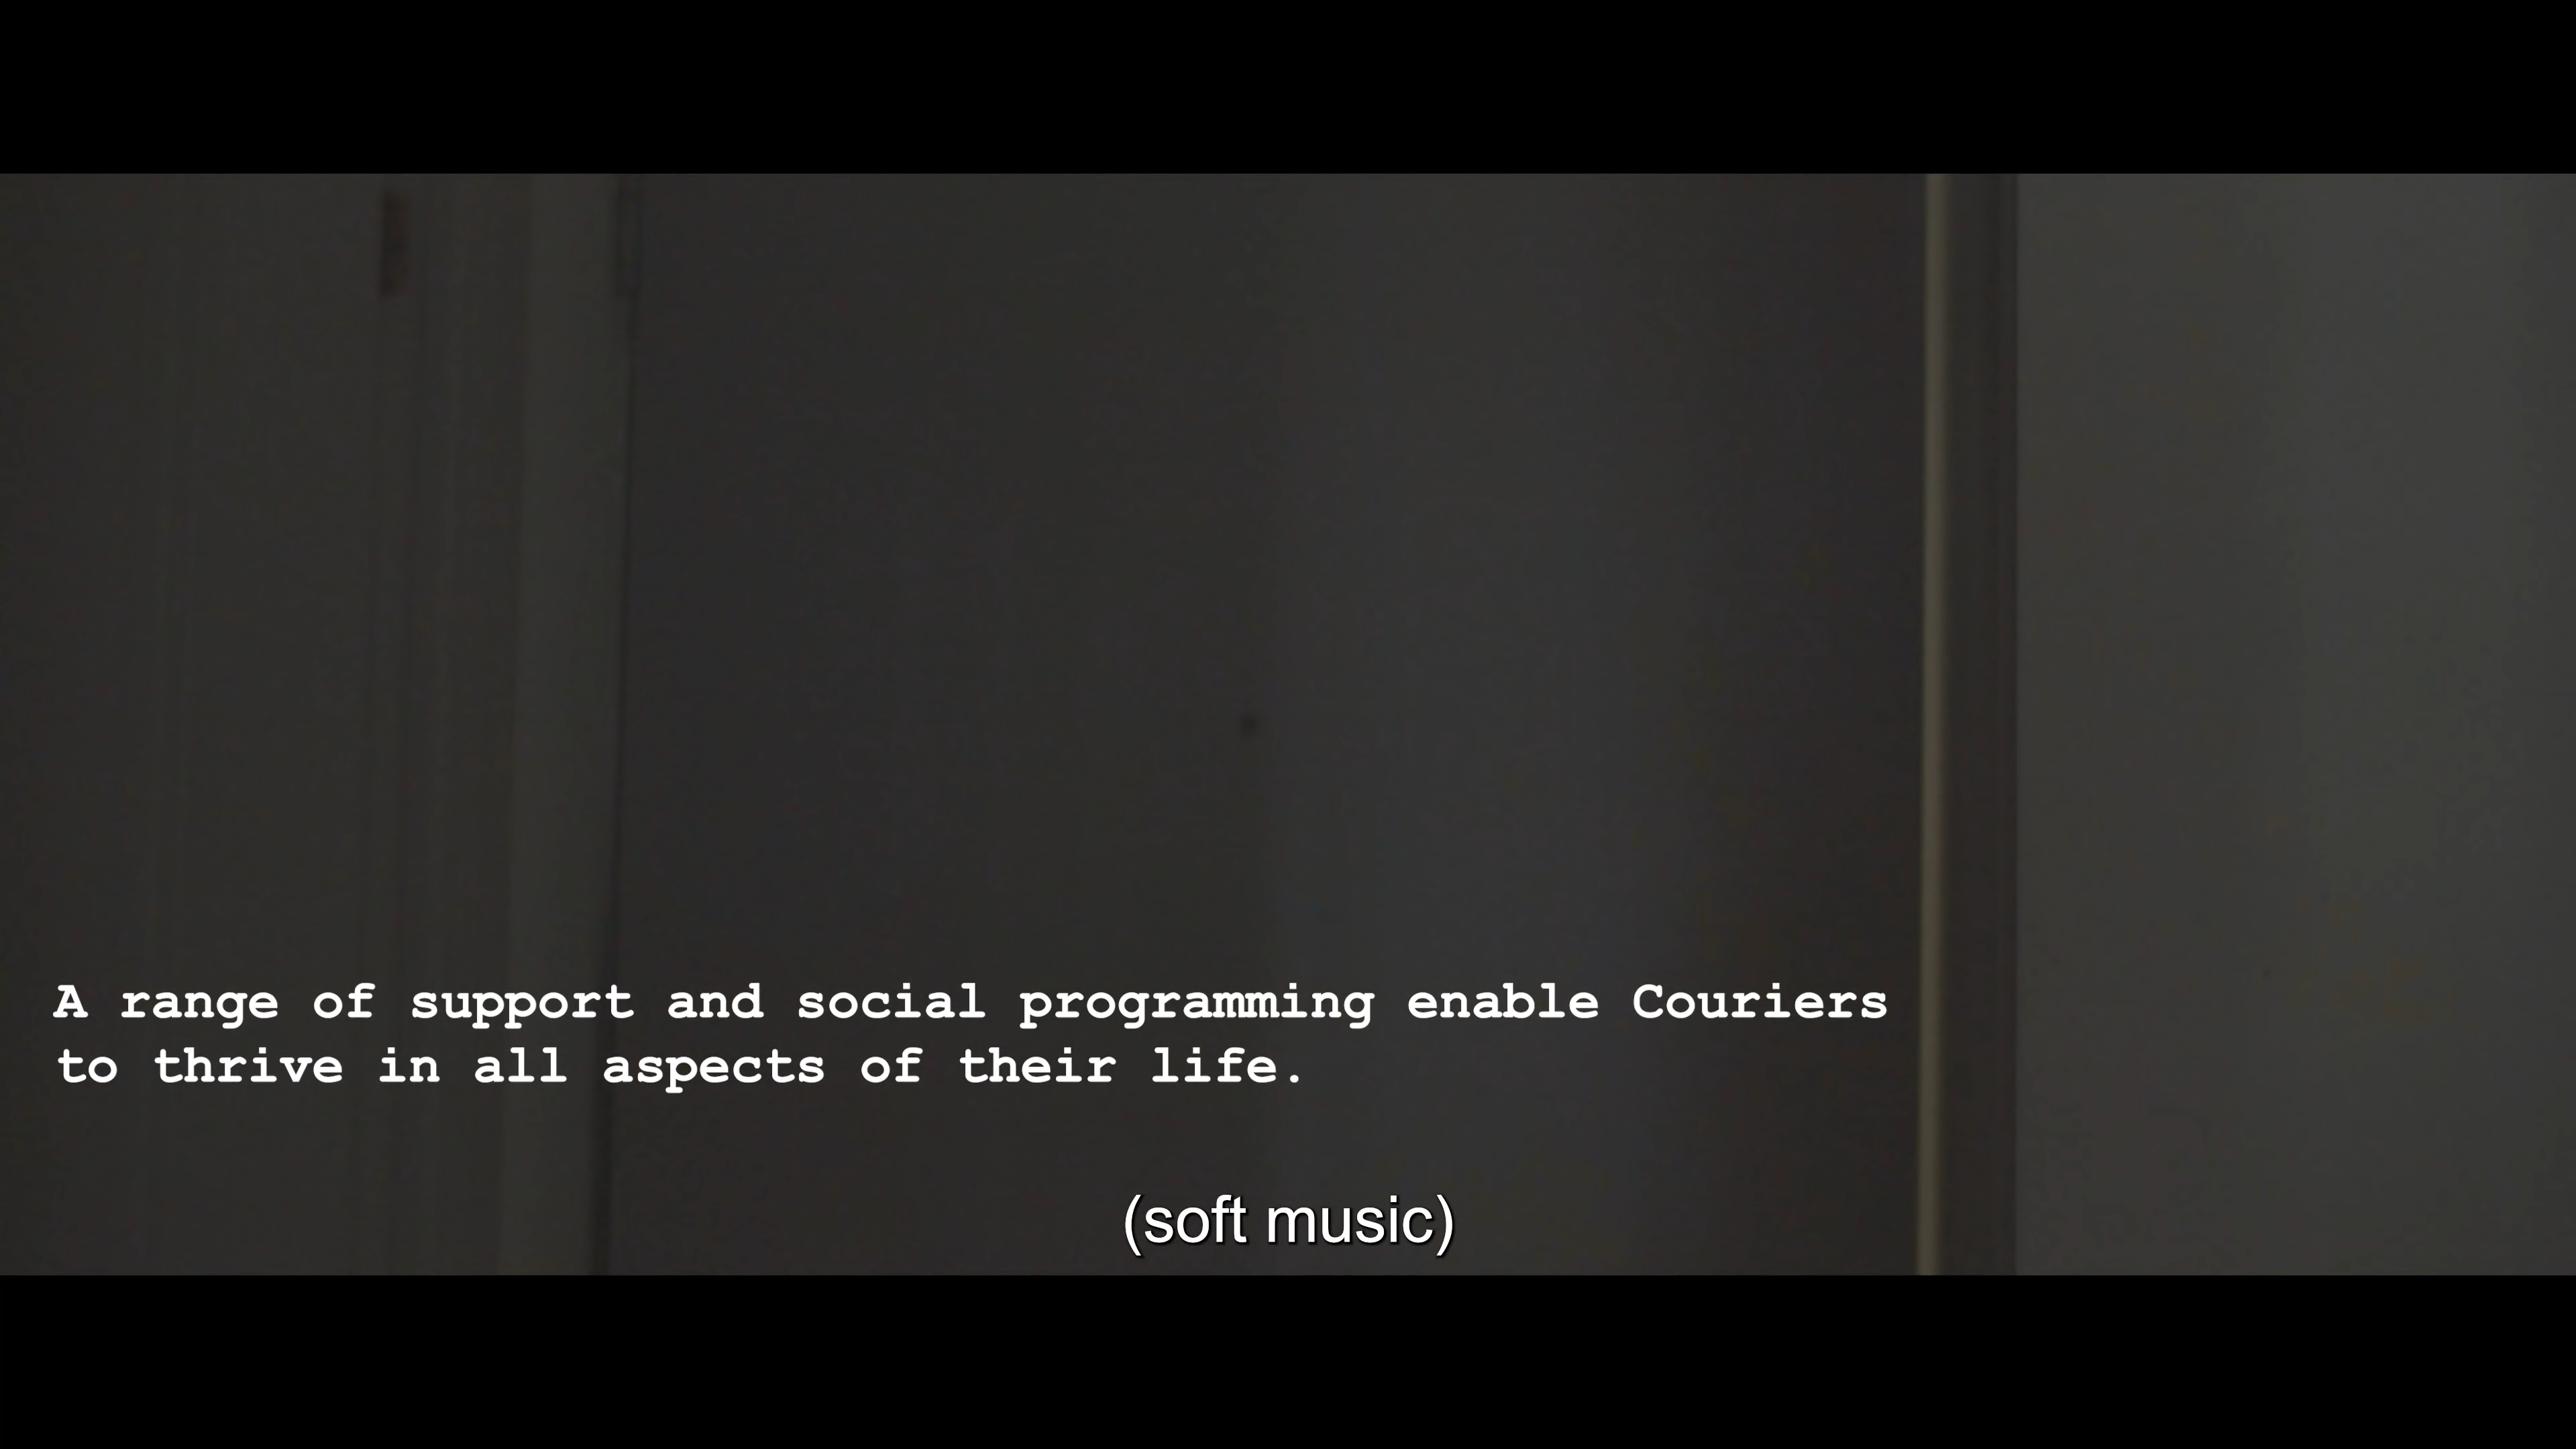 A range of support and social programming enable Couriers
to thrive in all aspects of their life.
(soft music)